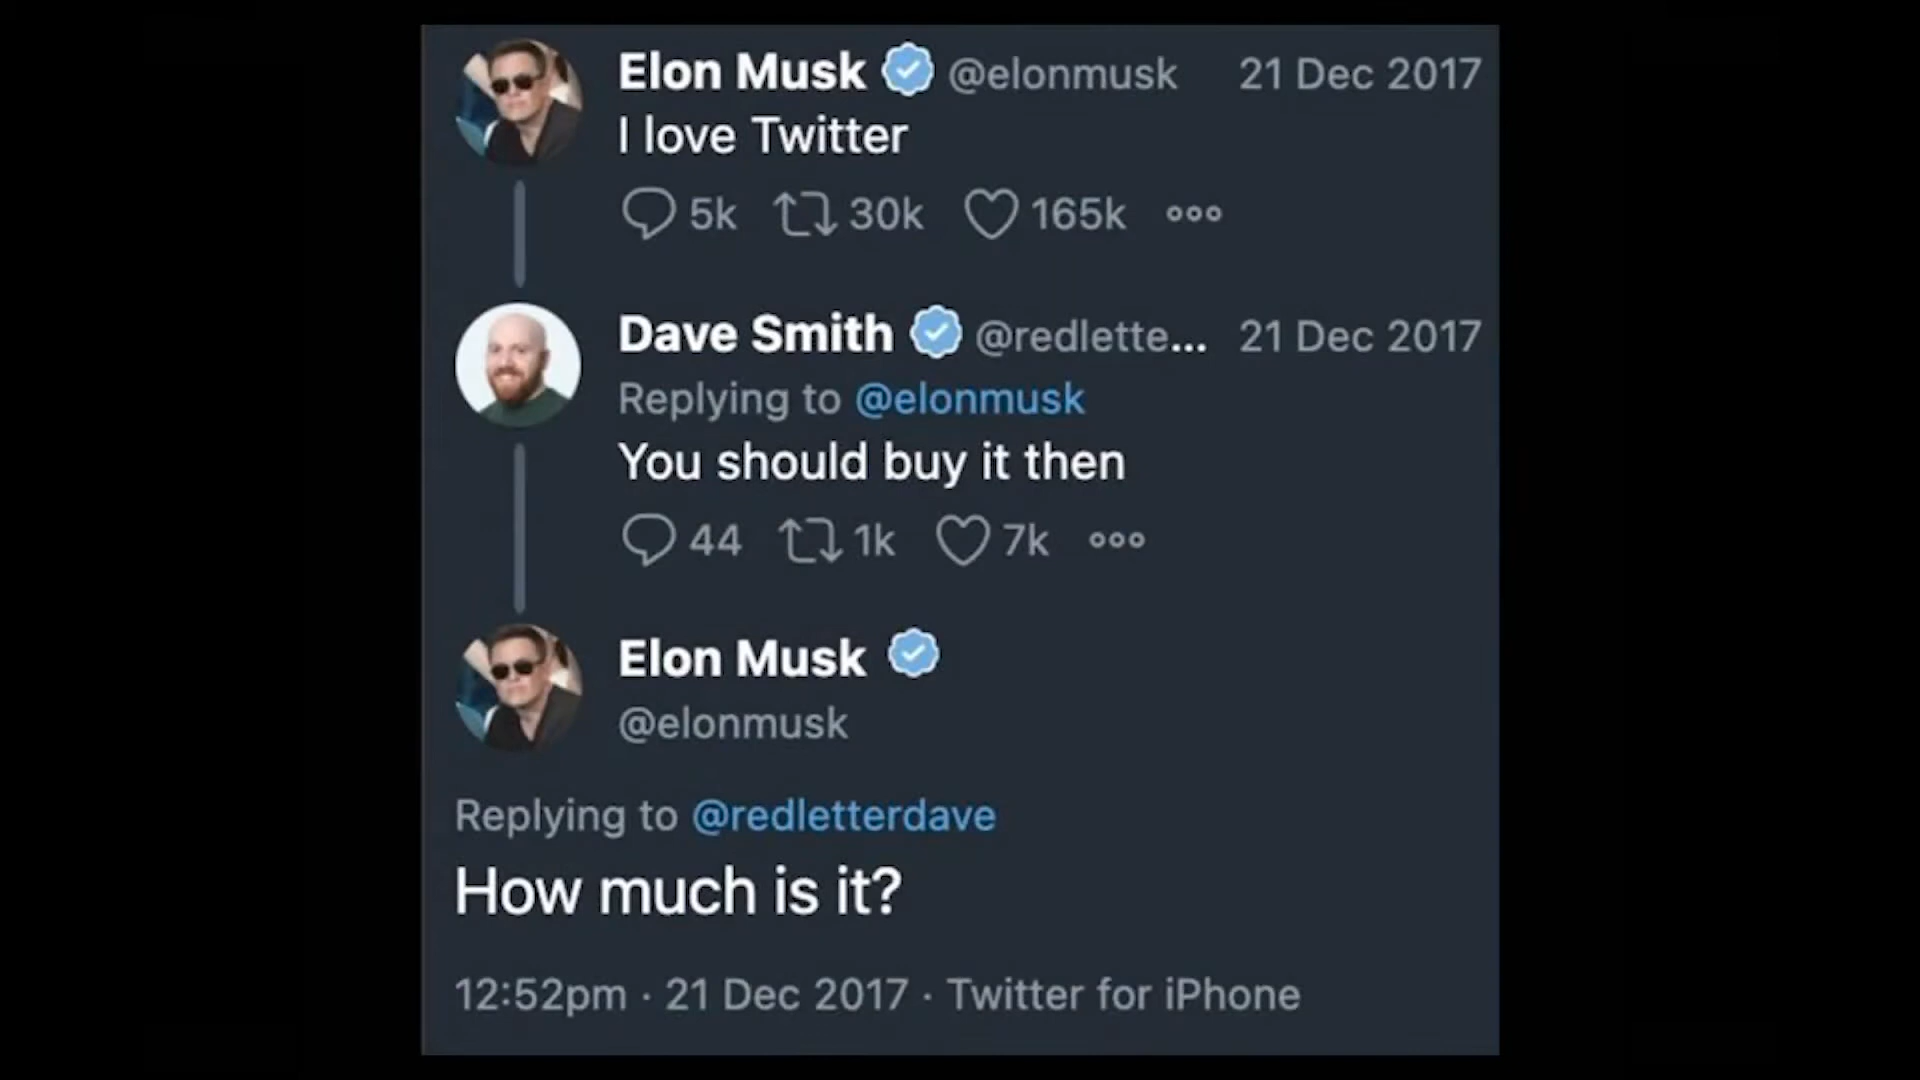 Elon Musk @elonmusk 21 Dec 2017
I love Twitter
5k 30k 165k
Dave Smith @redlette... 21 Dec 2017
Replying to @elonmusk
You should buy it then
44 1k 7k
Elon Musk
@elonmusk
Replying to @redletterdave
How much is it?
12:52pm · 21 Dec 2017 · Twitter for iPhone